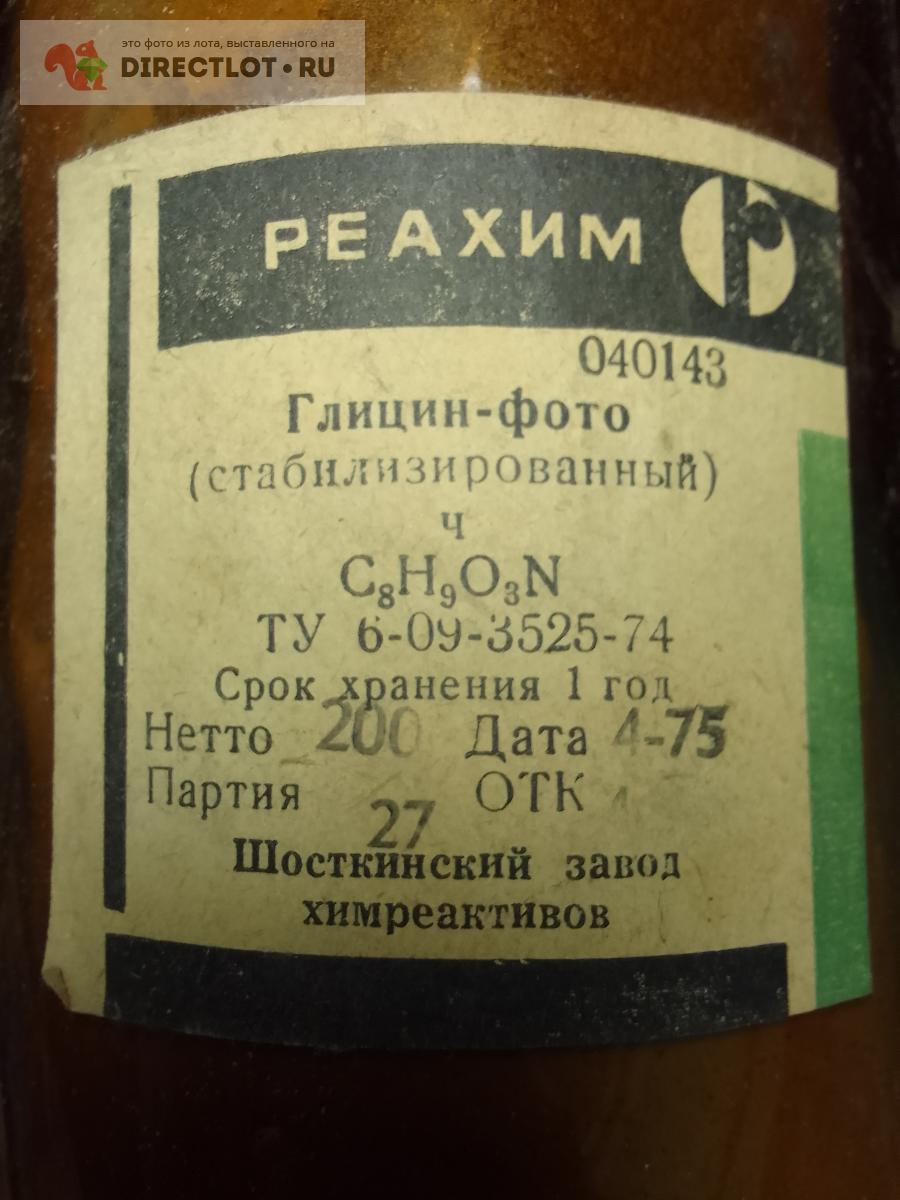 это фото из лота, выставленного на
DIRECTLOT•RU
РЕАХИМ
040143
Глицин-фото
(стабилизированный)
ч
C₈H₉O₃N
ТУ 6-09-3525-74
Срок хранения 1 год
Нетто 200 Дата 4-75
Партия 27 ОТК
Шосткинский завод
химреактивов